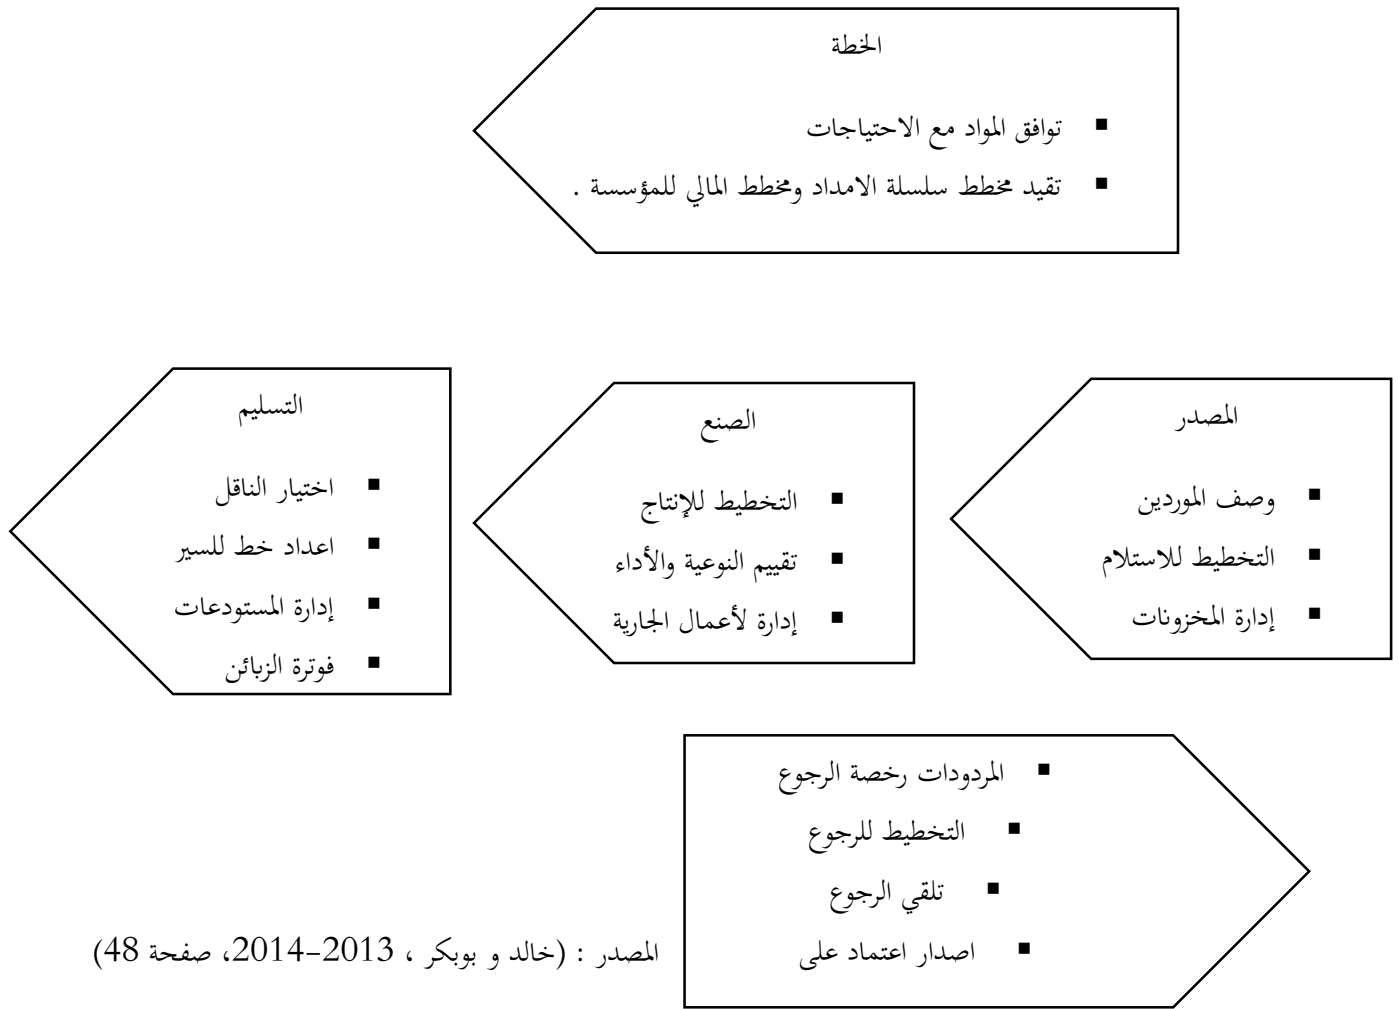 الخطة
▪ توافق المواد مع الاحتياجات
▪ تقيد مخطط سلسلة الامداد ومخطط المالي للمؤسسة .
المصدر
▪ وصف الموردين
▪ التخطيط للاستلام
▪ إدارة المخزونات
الصنع
▪ التخطيط للإنتاج
▪ تقييم النوعية والأداء
▪ إدارة لأعمال الجارية
التسليم
▪ اختيار الناقل
▪ اعداد خط للسير
▪ إدارة المستودعات
▪ فوترة الزبائن
▪ المردودات رخصة الرجوع
▪ التخطيط للرجوع
▪ تلقي الرجوع
▪ اصدار اعتماد على
المصدر : (خالد و بوبكر ، 2013-2014، صفحة 48)